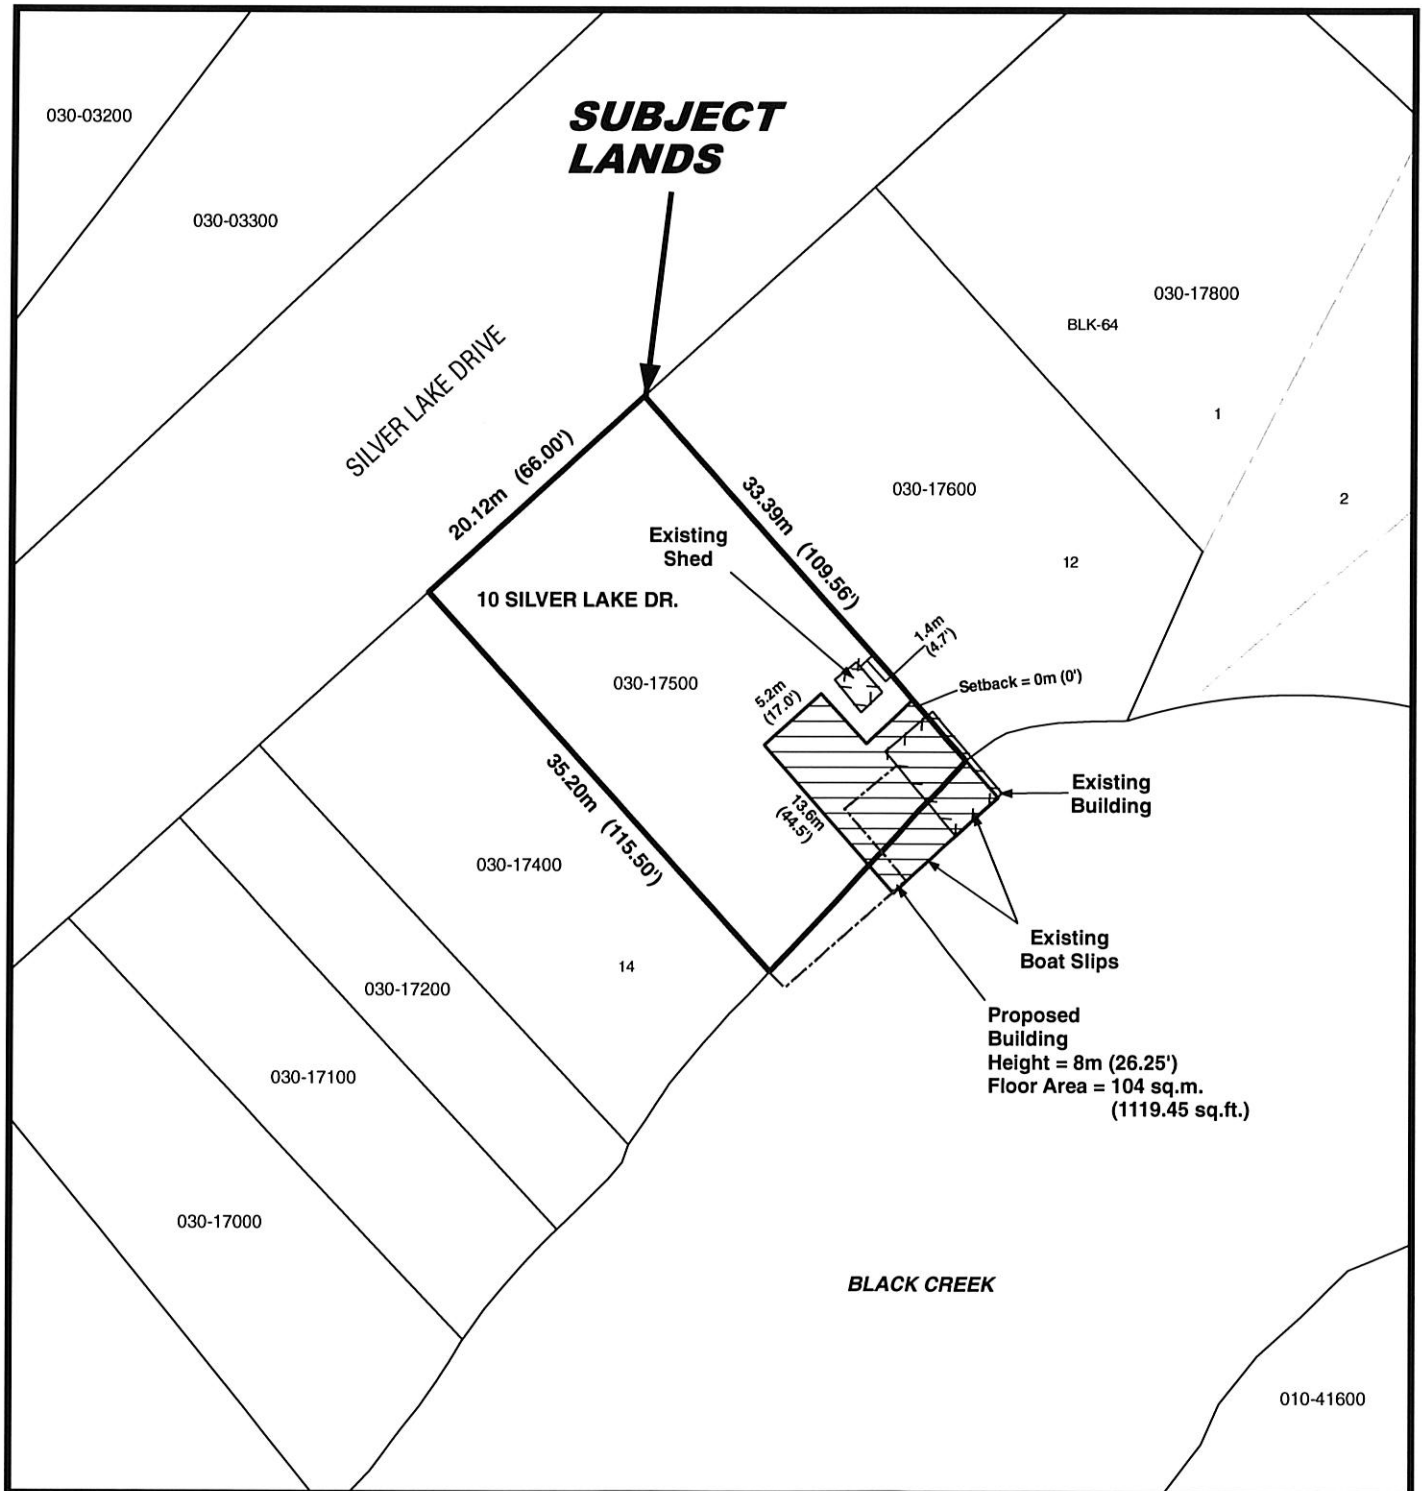 030-03200
SUBJECT
LANDS
030-03300
030-17800
BLK-64
SILVER LAKE DRIVE
1
20.12m (66.00')
33.39m (109.56')
030-17600
2
Existing
Shed
12
10 SILVER LAKE DR.
1.4m
(4.7')
030-17500
Setback = 0m (0')
5.2m
(17.0')
35.20m (115.50')
13.6m
(44.5')
Existing
Building
030-17400
Existing
Boat Slips
14
030-17200
Proposed
Building
Height = 8m (26.25')
Floor Area = 104 sq.m.
(1119.45 sq.ft.)
030-17100
030-17000
BLACK CREEK
010-41600